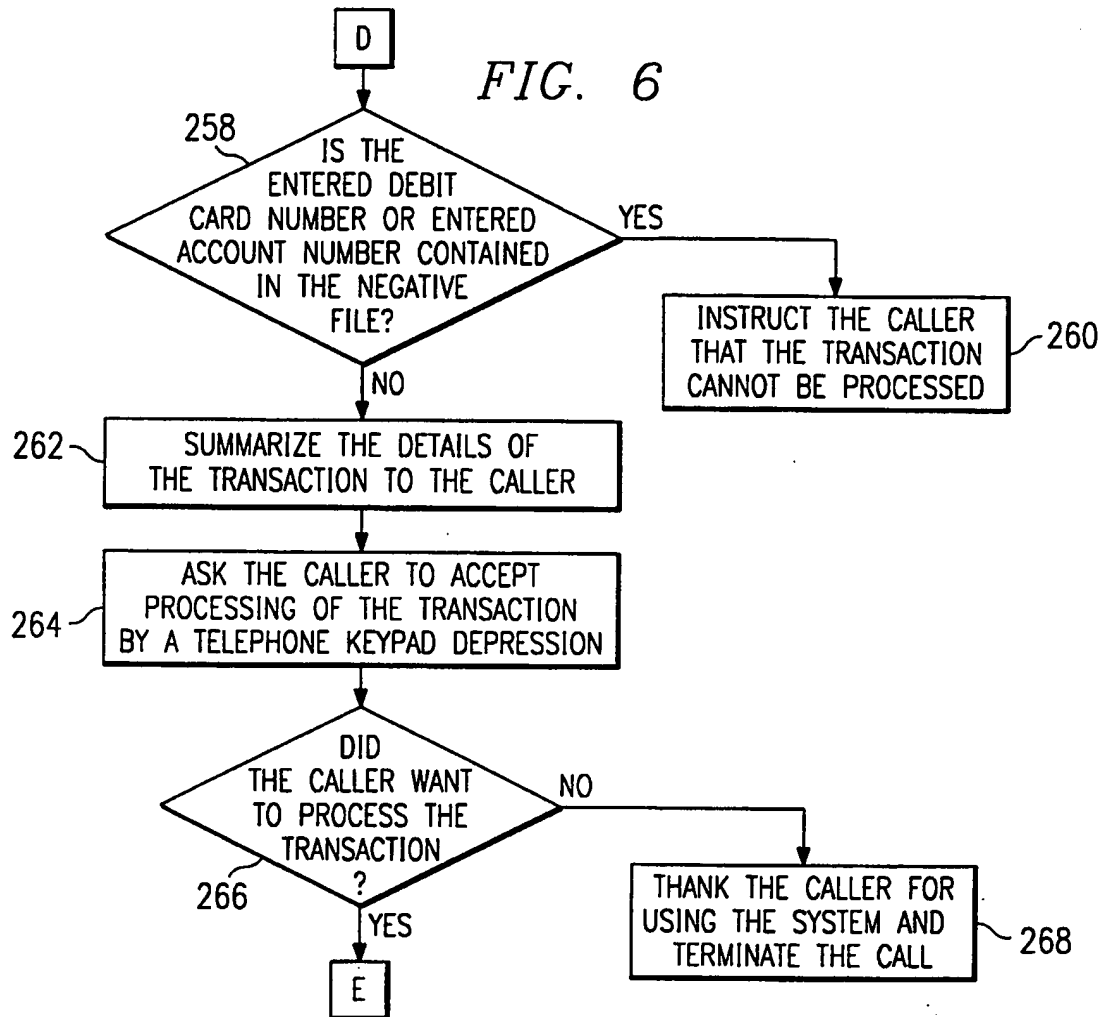 D
FIG. 6
258
IS THE
ENTERED DEBIT
CARD NUMBER OR ENTERED
ACCOUNT NUMBER CONTAINED
IN THE NEGATIVE
FILE?
YES
INSTRUCT THE CALLER
THAT THE TRANSACTION
CANNOT BE PROCESSED
260
NO
262
SUMMARIZE THE DETAILS OF
THE TRANSACTION TO THE CALLER
264
ASK THE CALLER TO ACCEPT
PROCESSING OF THE TRANSACTION
BY A TELEPHONE KEYPAD DEPRESSION
DID
THE CALLER WANT
TO PROCESS THE
TRANSACTION
?
266
NO
THANK THE CALLER FOR
USING THE SYSTEM AND
TERMINATE THE CALL
268
YES
E